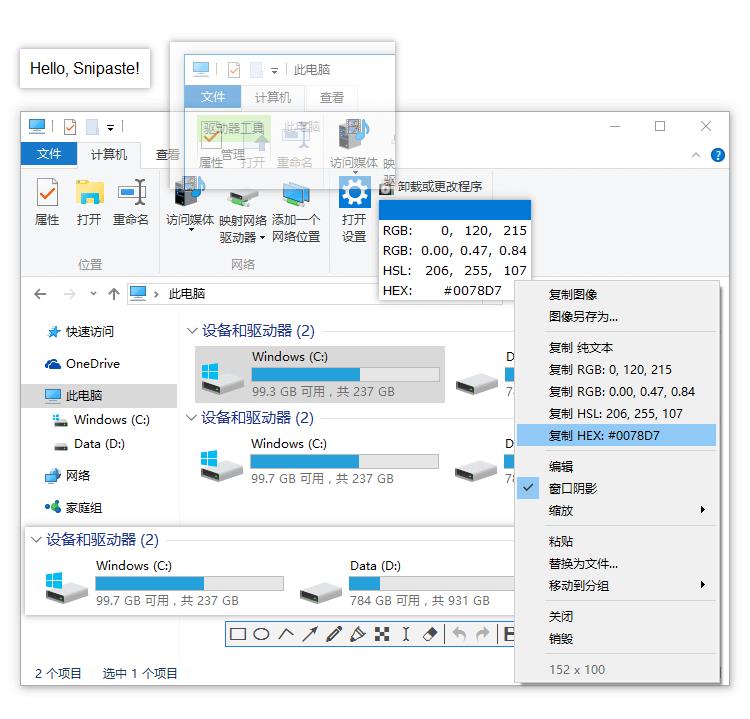 Hello, Snipaste!
此电脑
文件 计算机 查看
驱动器工具 此电脑
管理
属性 打开 重命名 访问媒体 映
驱
文件 计算机 查看
卸载或更改程序
属性 打开 重命名 访问媒体 映射网络驱动器 添加一个网络位置 打开设置
位置 网络
RGB: 0, 120, 215
RGB: 0.00, 0.47, 0.84
HSL: 206, 255, 107
HEX: #0078D7
此电脑
快速访问
OneDrive
此电脑
Windows (C:)
Data (D:)
网络
家庭组
设备和驱动器 (2)
Windows (C:)
99.3 GB 可用，共 237 GB
D
78
设备和驱动器 (2)
Windows (C:)
99.7 GB 可用，共 237 GB
D
78
设备和驱动器 (2)
Windows (C:)
99.7 GB 可用，共 237 GB
Data (D:)
784 GB 可用，共 931 GB
2 个项目 选中 1 个项目
复制图像
图像另存为...
复制 纯文本
复制 RGB: 0, 120, 215
复制 RGB: 0.00, 0.47, 0.84
复制 HSL: 206, 255, 107
复制 HEX: #0078D7
编辑
窗口阴影
缩放
粘贴
替换为文件...
移动到分组
关闭
销毁
152 x 100